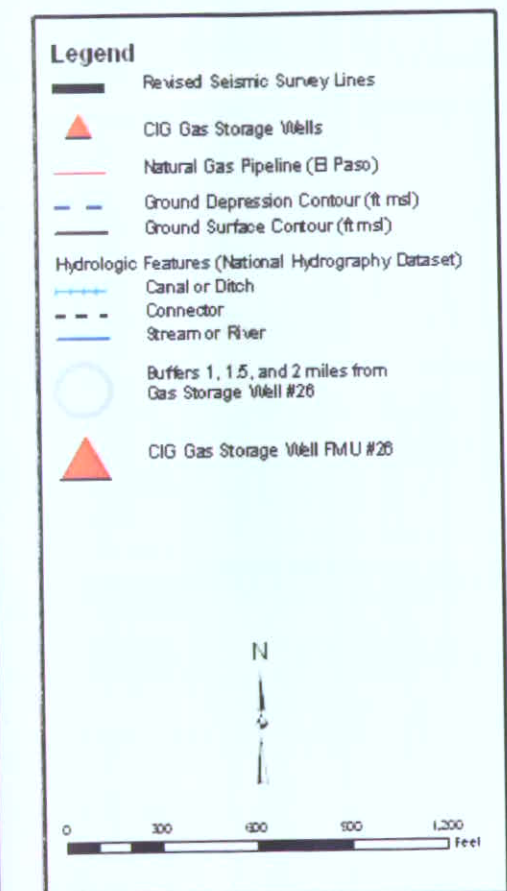 Legend
Revised Seismic Survey Lines
CIG Gas Storage Wells
Natural Gas Pipeline (El Paso)
Ground Depression Contour (ft msl)
Ground Surface Contour (ft msl)
Hydrologic Features (National Hydrography Dataset)
Canal or Ditch
Connector
Stream or River
Buffers 1, 1.5, and 2 miles from
Gas Storage Well #26
CIG Gas Storage Well FMU #26
N
0 300 600 900 1,200
Feet